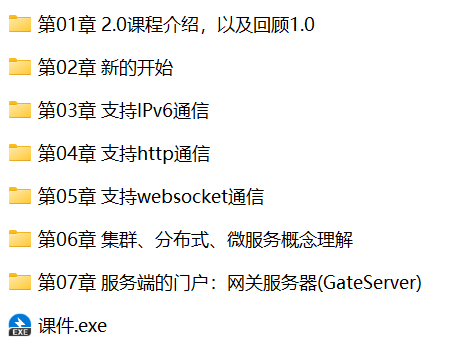 第01章 2.0课程介绍，以及回顾1.0
第02章 新的开始
第03章 支持IPv6通信
第04章 支持http通信
第05章 支持websocket通信
第06章 集群、分布式、微服务概念理解
第07章 服务端的门户：网关服务器(GateServer)
EXE 课件.exe